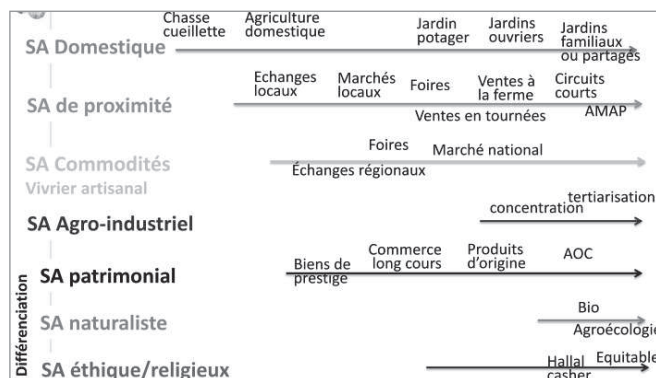 Chasse
cueillette
Agriculture
domestique
Jardin
potager
Jardins
ouvriers
Jardins
familiaux
ou partagés
SA Domestique
Echanges
locaux
Marchés
locaux
Foires
Ventes à
la ferme
Circuits
courts
SA de proximité
Ventes en tournées
AMAP
Foires
Marché national
SA Commodités
Échanges régionaux
Vivrier artisanal
tertiarisation
concentration
SA Agro-industriel
Biens de
prestige
Commerce
long cours
Produits
d'origine
AOC
SA patrimonial
Bio
SA naturaliste
Agroécologie
Hallal
casher
Equitable
SA éthique/religieux
Différenciation